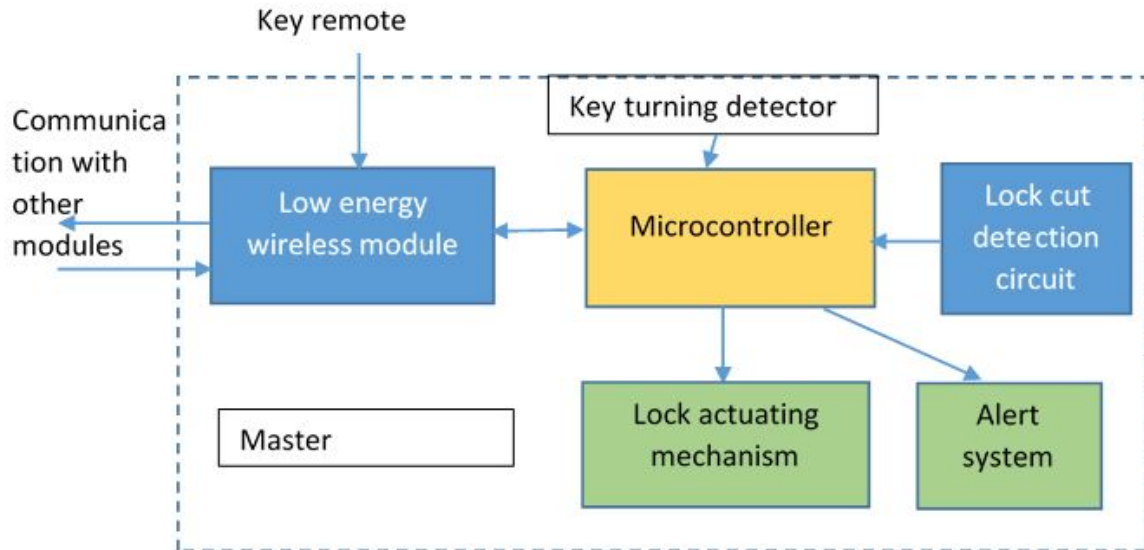 Key remote
Communica
tion with
other
modules
Key turning detector
Low energy
wireless module
Microcontroller
Lock cut
detection
circuit
Master
Lock actuating
mechanism
Alert
system